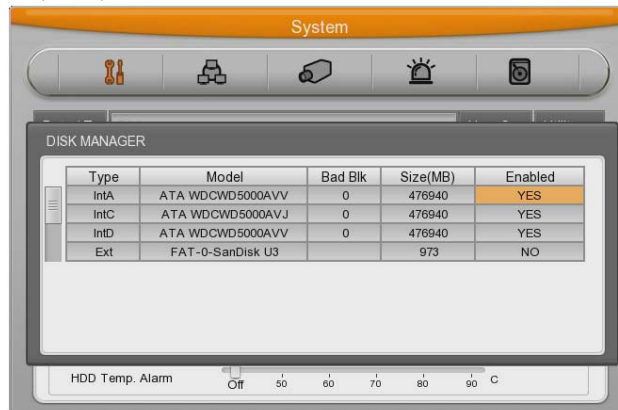 System
DISK MANAGER
Type Model Bad Blk Size(MB) Enabled
IntA ATA WDCWD5000AVV 0 476940 YES
IntC ATA WDCWD5000AVJ 0 476940 YES
IntD ATA WDCWD5000AVV 0 476940 YES
Ext FAT-0-SanDisk U3 973 NO
HDD Temp. Alarm Off 50 60 70 80 90 C